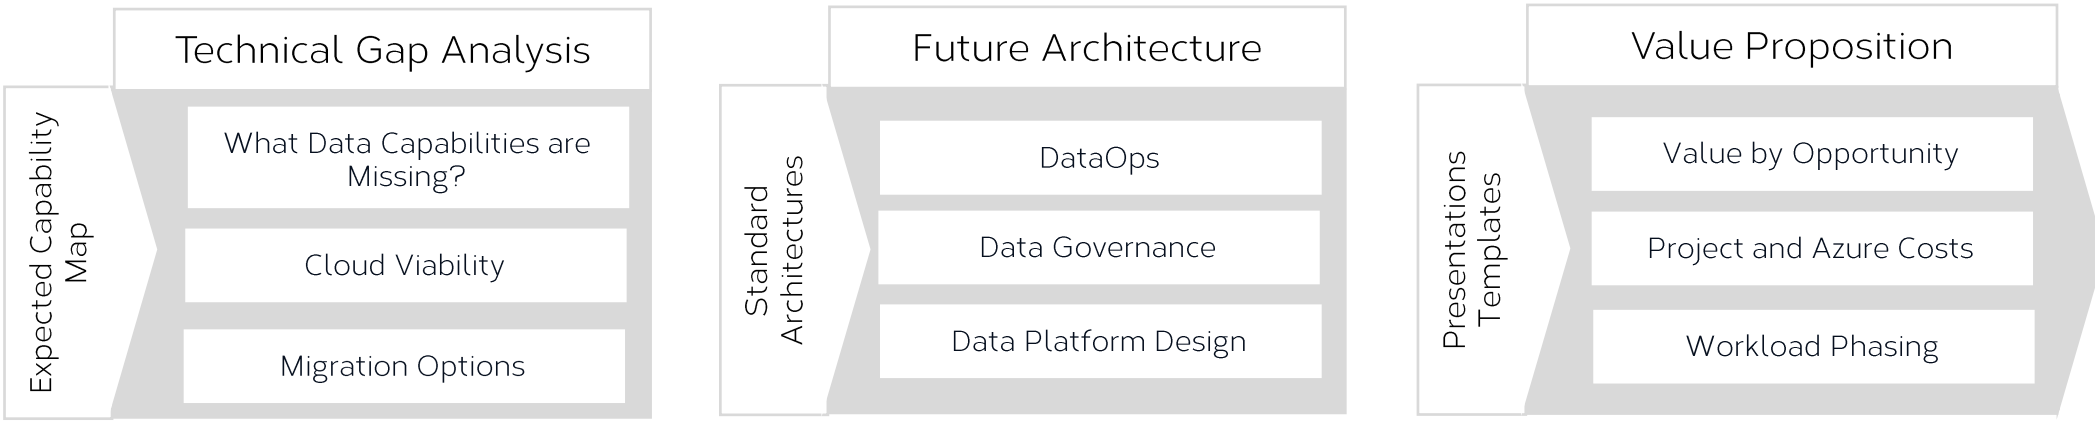 Technical Gap Analysis
Expected Capability
Map
What Data Capabilities are
Missing?
Cloud Viability
Migration Options
Future Architecture
Standard
Architectures
DataOps
Data Governance
Data Platform Design
Value Proposition
Presentations
Templates
Value by Opportunity
Project and Azure Costs
Workload Phasing